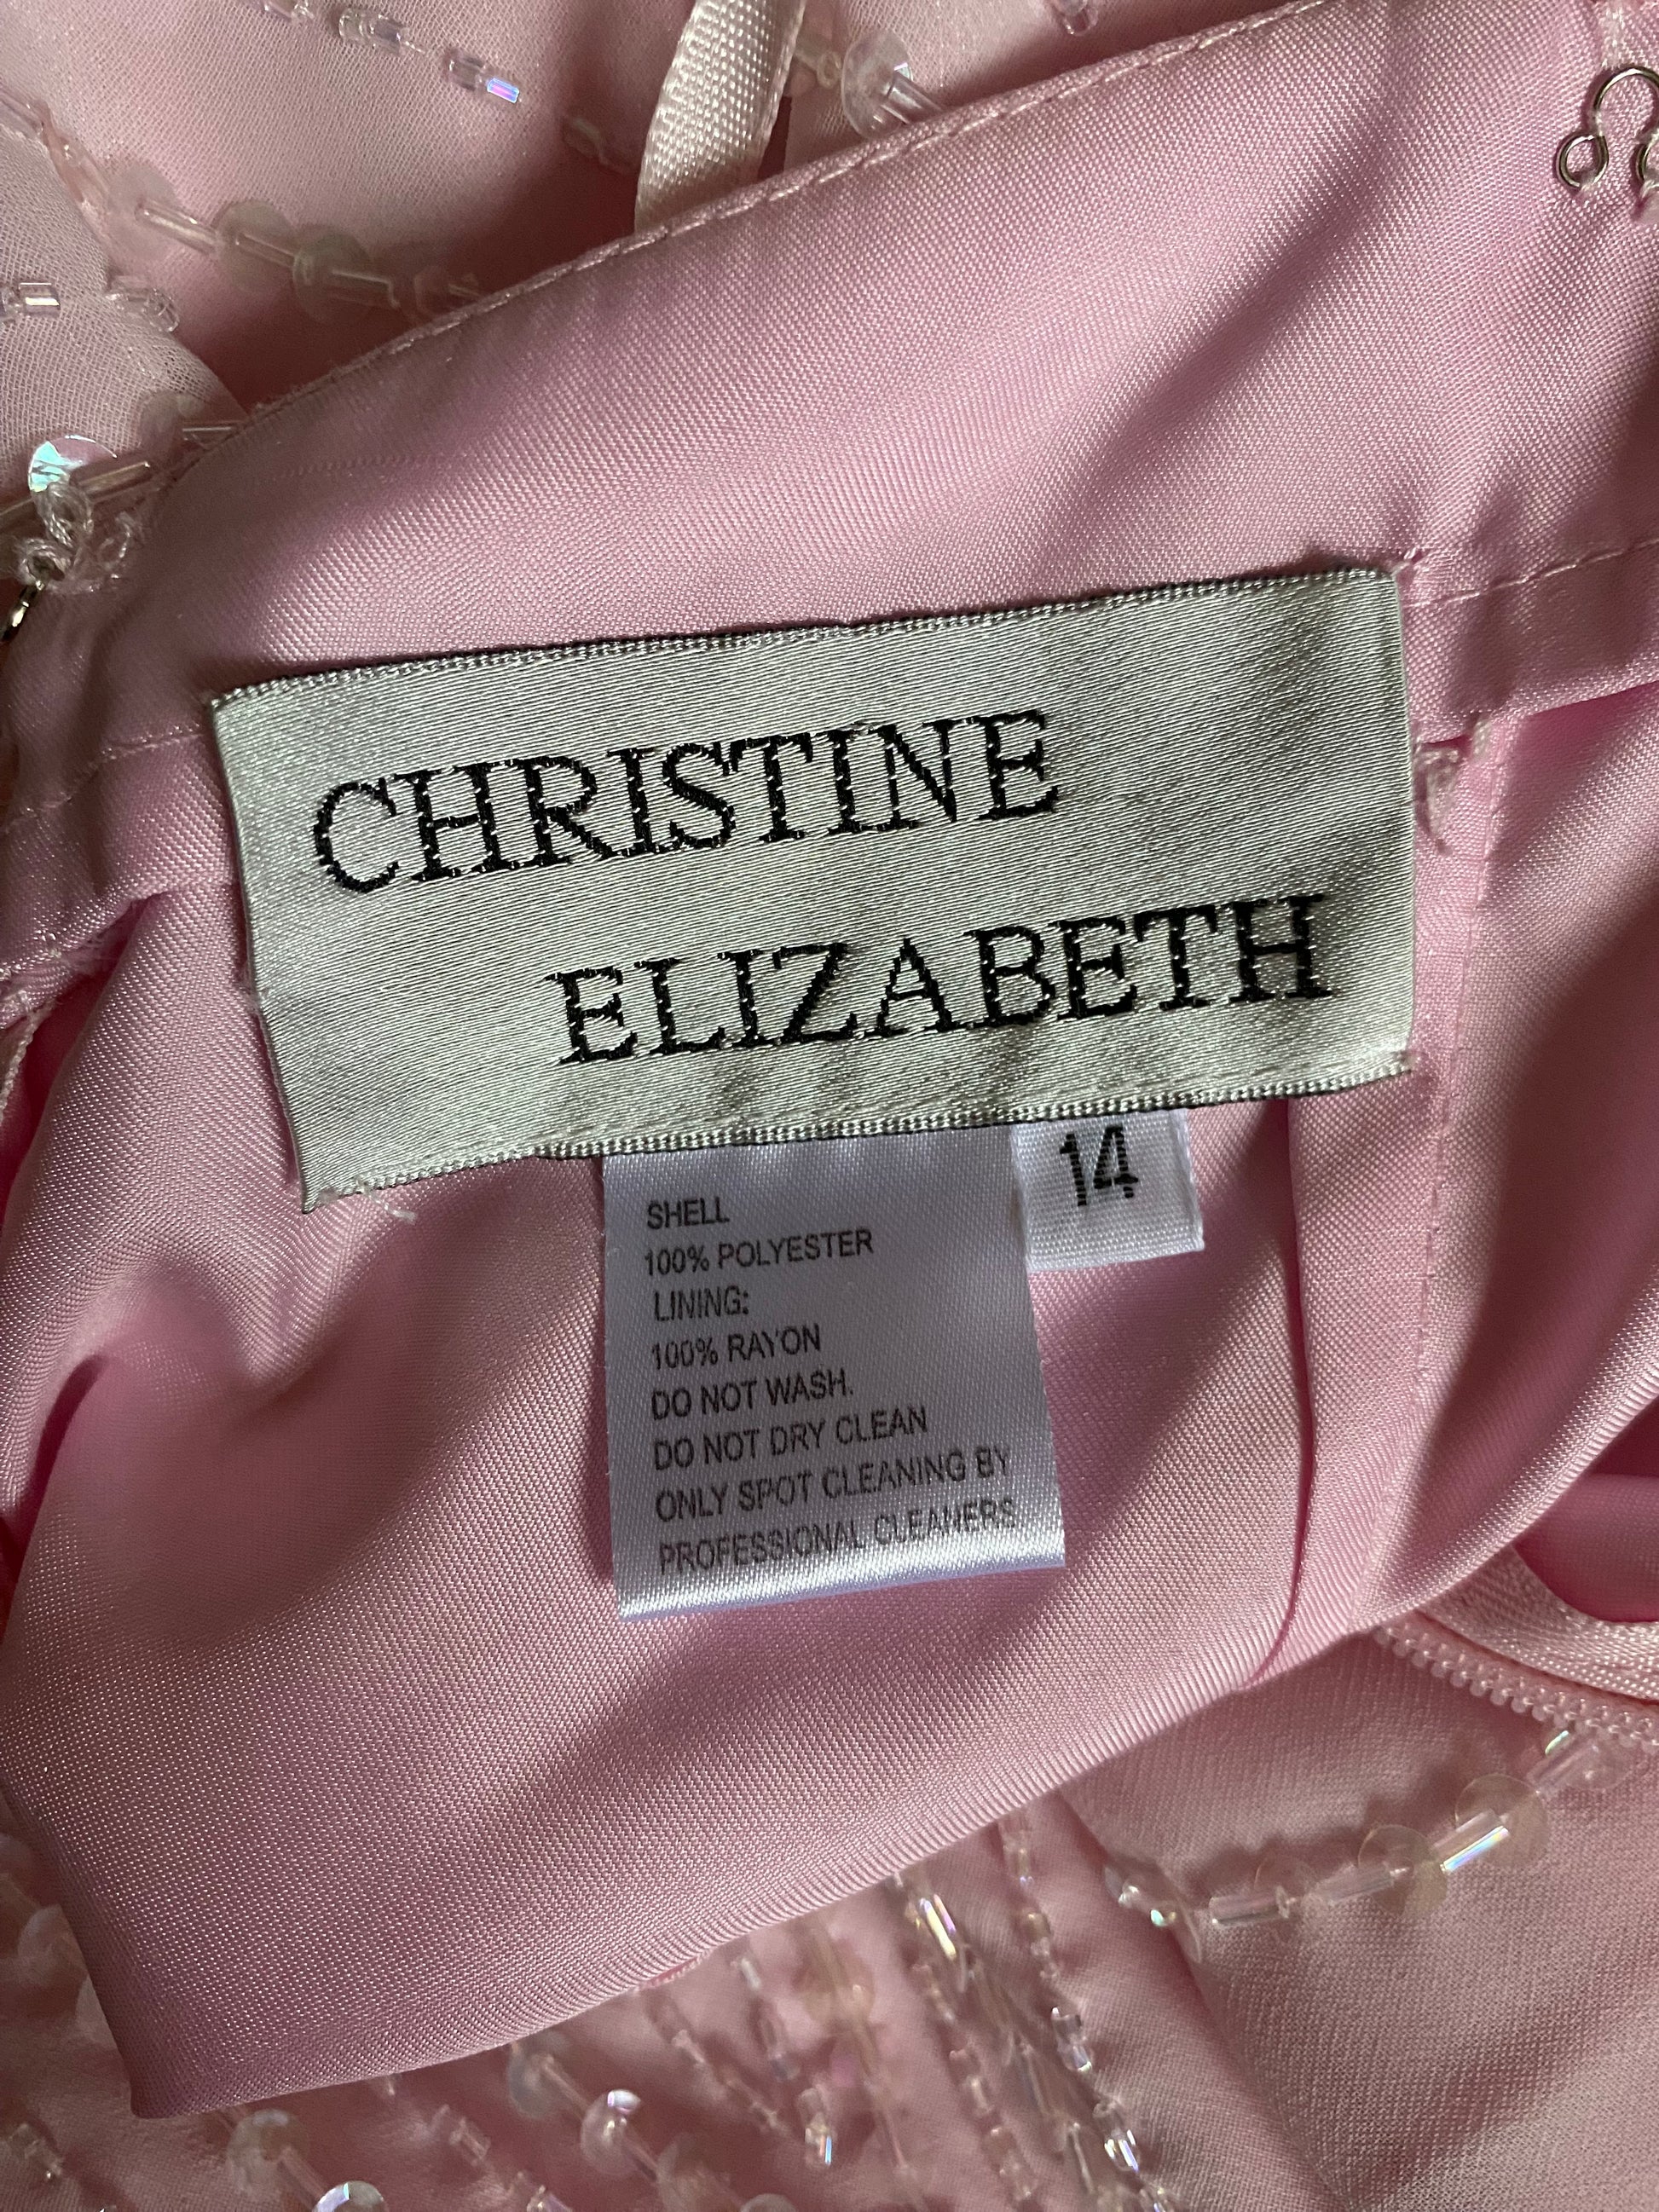 CHRISTINE
ELIZABETH
14
SHELL
100% POLYESTER
LINING:
100% RAYON
DO NOT WASH.
DO NOT DRY CLEAN
ONLY SPOT CLEANING BY
PROFESSIONAL CLEANERS